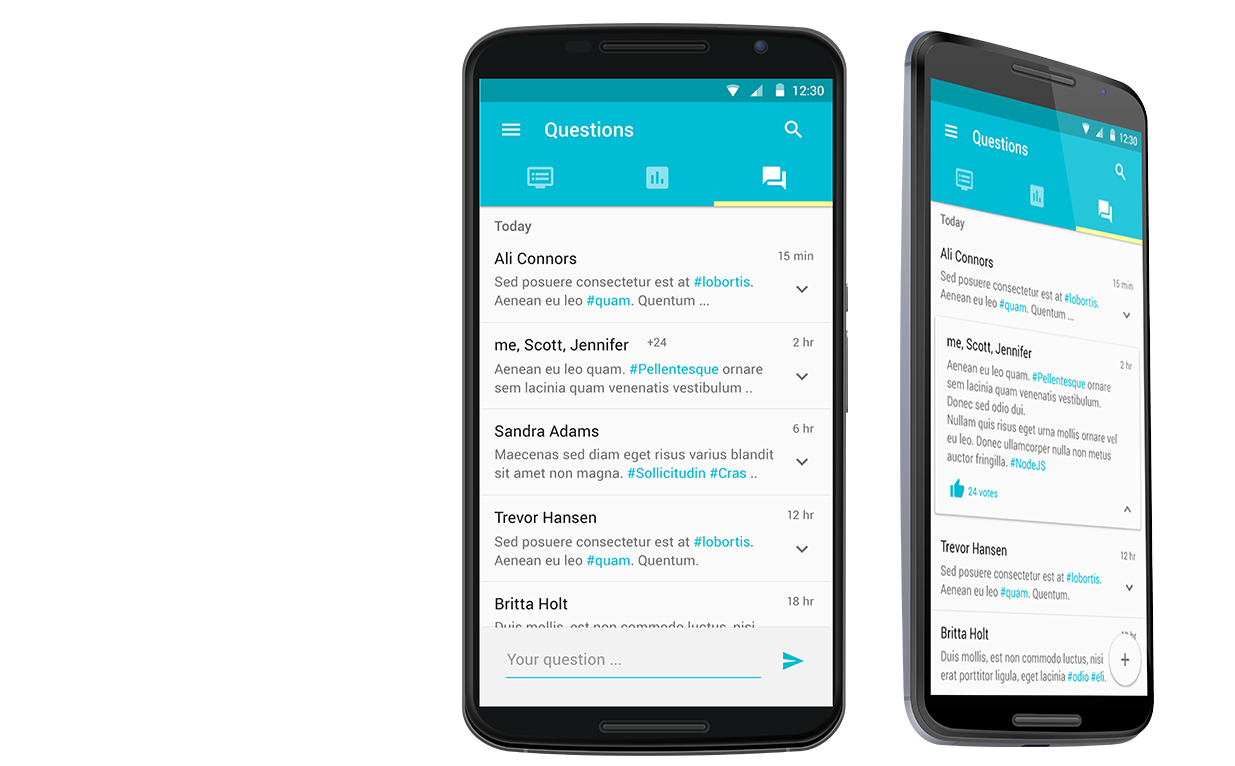 12:30
Questions
Today
Ali Connors
15 min
Sed posuere consectetur est at #lobortis.
Aenean eu leo #quam. Quentum ...
me, Scott, Jennifer +24
2 hr
Aenean eu leo quam. #Pellentesque ornare
sem lacinia quam venenatis vestibulum ..
Sandra Adams
6 hr
Maecenas sed diam eget risus varius blandit
sit amet non magna. #Sollicitudin #Cras ..
Trevor Hansen
12 hr
Sed posuere consectetur est at #lobortis.
Aenean eu leo #quam. Quentum.
Britta Holt
18 hr
Duis mollis, est non commodo luctus, nisi
Your question ...
12:30
Questions
Today
Ali Connors
15 min
Sed posuere consectetur est at #lobortis.
Aenean eu leo #quam. Quentum ...
me, Scott, Jennifer
2 hr
Aenean eu leo quam. #Pellentesque ornare
sem lacinia quam venenatis vestibulum.
Donec sed odio dui.
Nullam quis risus eget urna mollis ornare vel
eu leo. Donec ullamcorper nulla non metus
auctor fringilla. #NodeJS
24 votes
Trevor Hansen
12 hr
Sed posuere consectetur est at #lobortis.
Aenean eu leo #quam. Quentum.
Britta Holt
Duis mollis, est non commodo luctus, nisi
erat porttitor ligula, eget lacinia #odio #eli.